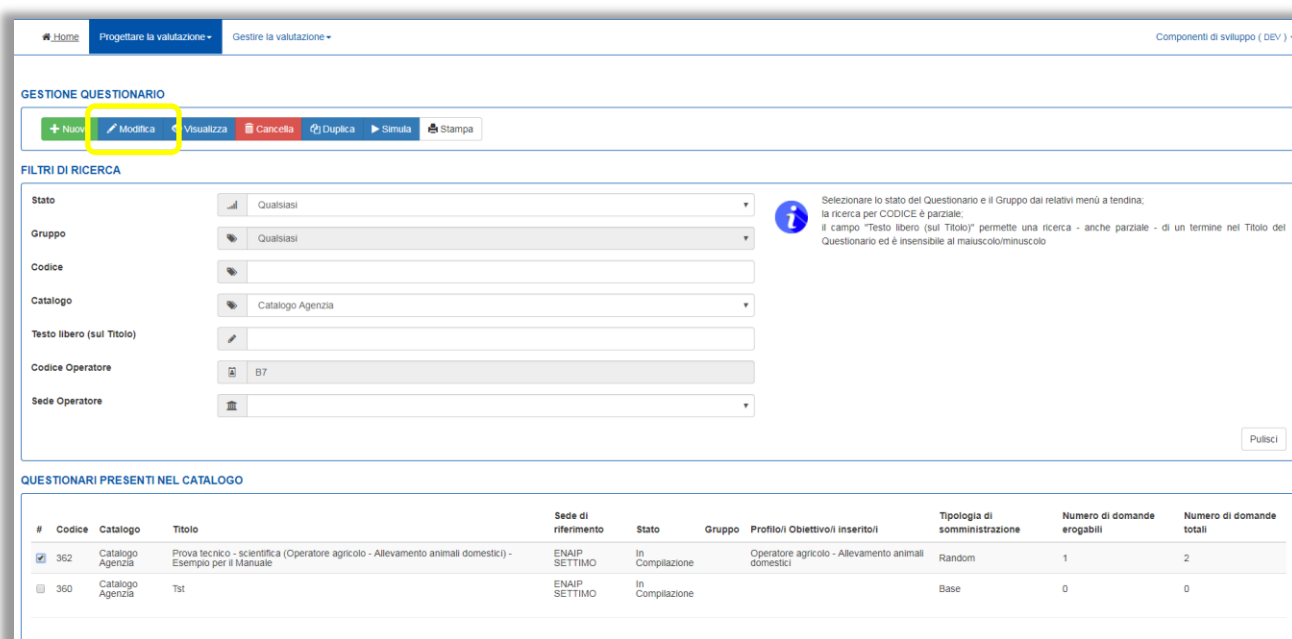 Home Progettare la valutazione Gestire la valutazione Componenti di sviluppo ( DEV )
GESTIONE QUESTIONARIO
Nuov Modifica Visualizza Cancella Duplica Simula Stampa
FILTRI DI RICERCA
Stato Qualsiasi
Gruppo Qualsiasi
Codice
Catalogo Catalogo Agenzia
Testo libero (sul Titolo)
Codice Operatore B7
Sede Operatore
Selezionare lo stato del Questionario e il Gruppo dai relativi menù a tendina;
la ricerca per CODICE è parziale;
il campo "Testo libero (sul Titolo)" permette una ricerca - anche parziale - di un termine nel Titolo del
Questionario ed è insensibile al maiuscolo/minuscolo
Pulisci
QUESTIONARI PRESENTI NEL CATALOGO
# Codice Catalogo Titolo Sede di riferimento Stato Gruppo Profilo/i Obiettivo/i inserito/i Tipologia di somministrazione Numero di domande erogabili Numero di domande totali
362 Catalogo Agenzia Prova tecnico - scientifica (Operatore agricolo - Allevamento animali domestici) - Esempio per il Manuale ENAIP SETTIMO In Compilazione Operatore agricolo - Allevamento animali domestici Random 1 2
360 Catalogo Agenzia Tst ENAIP SETTIMO In Compilazione Base 0 0